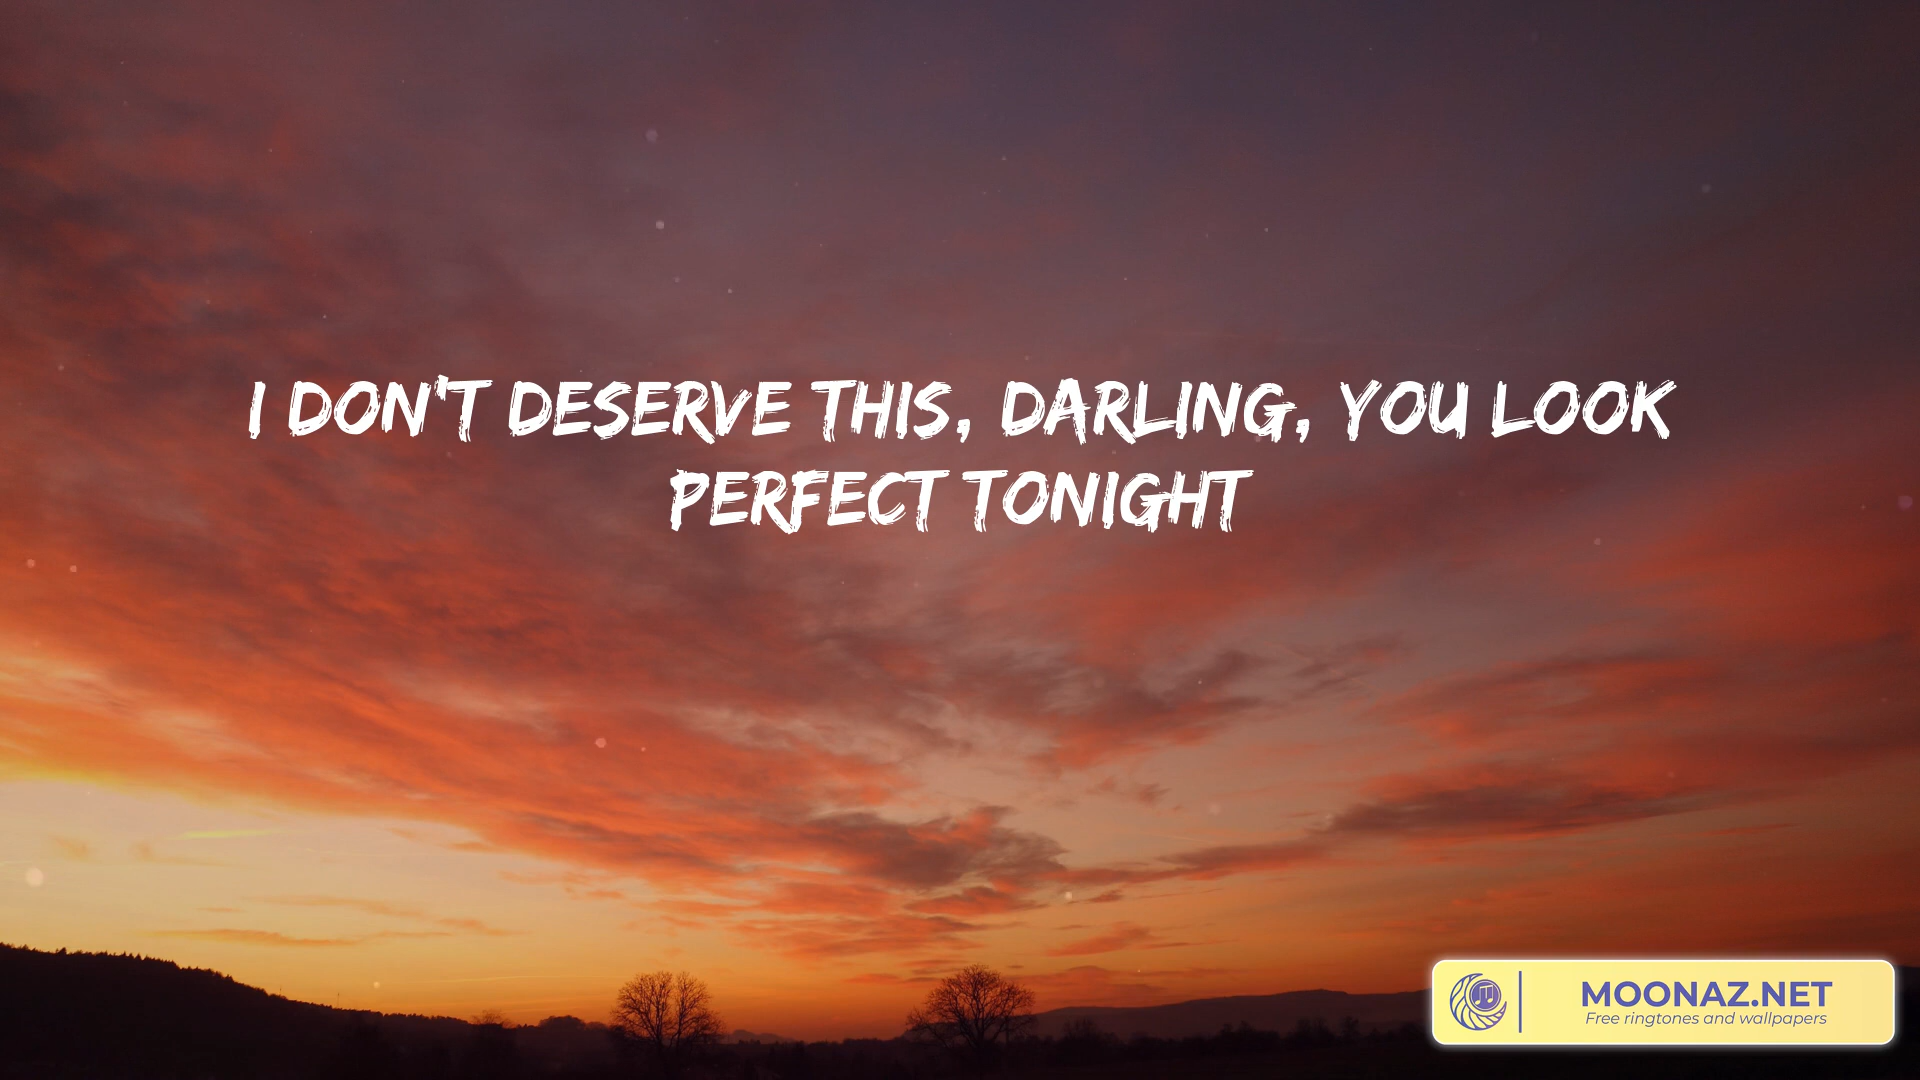 I DON'T DESERVE THIS, DARLING, YOU LOOK
PERFECT TONIGHT
MOONAZ.NET
Free ringtones and wallpapers